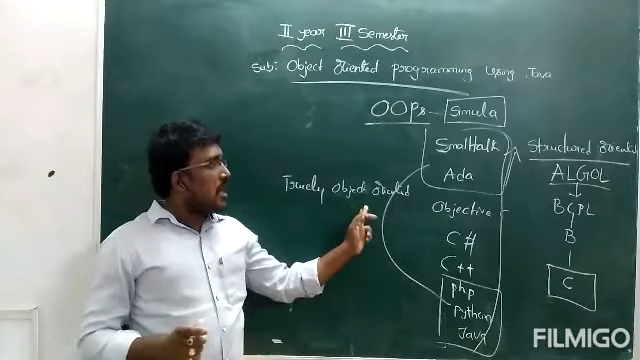 II year III Semester
Sub: Object Oriented programming Using Java
OOPs Simula
Smalltalk
Ada
Objective
C#
C++
php
Python
Java
Truely Object Oriented
Structured Oriented
ALGOL
BCPL
B
C
FILMIGO